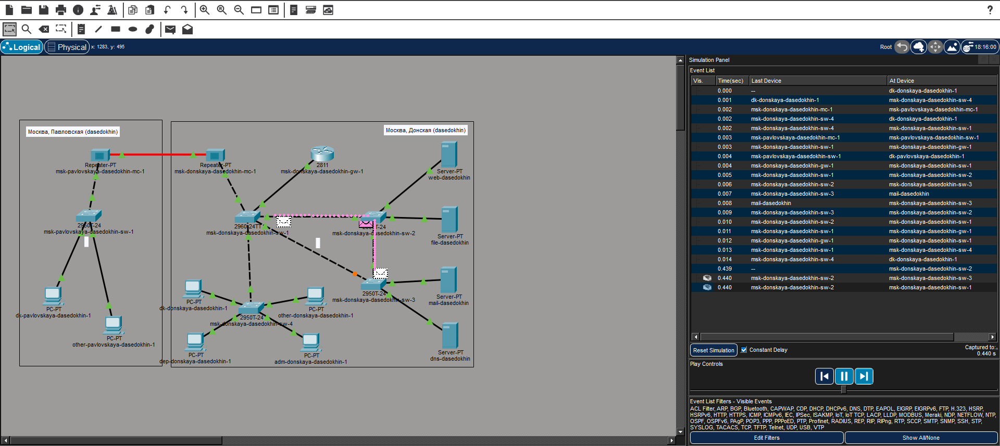 ?
Logical
Physical
x: 1283, y: 495
Root
18:16:00
Москва, Павловская (dasedokhin)
Москва, Донская (dasedokhin)
Repeater-PT
msk-pavlovskaya-dasedokhin-mc-1
Repeater-PT
msk-donskaya-dasedokhin-mc-1
2811
msk-donskaya-dasedokhin-gw-1
Server-PT
web-dasedokhin
2950T-24
msk-pavlovskaya-dasedokhin-sw-1
2960-24TT
msk-donskaya-dasedokhin-sw-1
2950T-24
msk-donskaya-dasedokhin-sw-2
Server-PT
file-dasedokhin
PC-PT
dk-pavlovskaya-dasedokhin-1
PC-PT
other-pavlovskaya-dasedokhin-1
PC-PT
dk-donskaya-dasedokhin-1
PC-PT
other-donskaya-dasedokhin-1
2950T-24
msk-donskaya-dasedokhin-sw-3
Server-PT
mail-dasedokhin
2950T-24
msk-donskaya-dasedokhin-sw-4
PC-PT
dep-donskaya-dasedokhin-1
PC-PT
adm-donskaya-dasedokhin-1
Server-PT
dns-dasedokhin
Simulation Panel
Event List
Vis. Time(sec) Last Device At Device
0.000 -- dk-donskaya-dasedokhin-1
0.001 dk-donskaya-dasedokhin-1 msk-donskaya-dasedokhin-sw-4
0.002 msk-donskaya-dasedokhin-mc-1 msk-pavlovskaya-dasedokhin-mc-1
0.002 msk-donskaya-dasedokhin-sw-4 dk-donskaya-dasedokhin-1
0.002 msk-donskaya-dasedokhin-sw-4 msk-donskaya-dasedokhin-sw-1
0.003 msk-pavlovskaya-dasedokhin-mc-1 msk-pavlovskaya-dasedokhin-sw-1
0.003 msk-donskaya-dasedokhin-sw-1 msk-donskaya-dasedokhin-gw-1
0.004 msk-pavlovskaya-dasedokhin-sw-1 dk-pavlovskaya-dasedokhin-1
0.004 msk-donskaya-dasedokhin-gw-1 msk-donskaya-dasedokhin-sw-1
0.005 msk-donskaya-dasedokhin-sw-1 msk-donskaya-dasedokhin-sw-2
0.006 msk-donskaya-dasedokhin-sw-2 msk-donskaya-dasedokhin-sw-3
0.007 msk-donskaya-dasedokhin-sw-3 mail-dasedokhin
0.008 mail-dasedokhin msk-donskaya-dasedokhin-sw-3
0.009 msk-donskaya-dasedokhin-sw-3 msk-donskaya-dasedokhin-sw-2
0.010 msk-donskaya-dasedokhin-sw-2 msk-donskaya-dasedokhin-sw-1
0.011 msk-donskaya-dasedokhin-sw-1 msk-donskaya-dasedokhin-gw-1
0.012 msk-donskaya-dasedokhin-gw-1 msk-donskaya-dasedokhin-sw-1
0.013 msk-donskaya-dasedokhin-sw-1 msk-donskaya-dasedokhin-sw-4
0.014 msk-donskaya-dasedokhin-sw-4 dk-donskaya-dasedokhin-1
0.439 -- msk-donskaya-dasedokhin-sw-2
0.440 msk-donskaya-dasedokhin-sw-2 msk-donskaya-dasedokhin-sw-3
0.440 msk-donskaya-dasedokhin-sw-2 msk-donskaya-dasedokhin-sw-1
Reset Simulation
Constant Delay
Captured to:
0.440 s
Play Controls
Event List Filters - Visible Events
ACL Filter, ARP, BGP, Bluetooth, CAPWAP, CDP, DHCP, DHCPv6, DNS, DTP, EAPOL, EIGRP, EIGRPv6, FTP, H.323, HSRP,
HSRPv6, HTTP, HTTPS, ICMP, ICMPv6, IEC, IPSec, ISAKMP, IoT, IoT TCP, LACP, LLDP, MODBUS, Meraki, NDP, NETFLOW, NTP,
OSPF, OSPFv6, PAgP, POP3, PPP, PPPoED, PTP, Profinet, RADIUS, REP, RIP, RIPng, RTP, SCCP, SMTP, SNMP, SSH, STP,
SYSLOG, TACACS, TCP, TFTP, Telnet, UDP, USB, VTP
Edit Filters
Show All/None